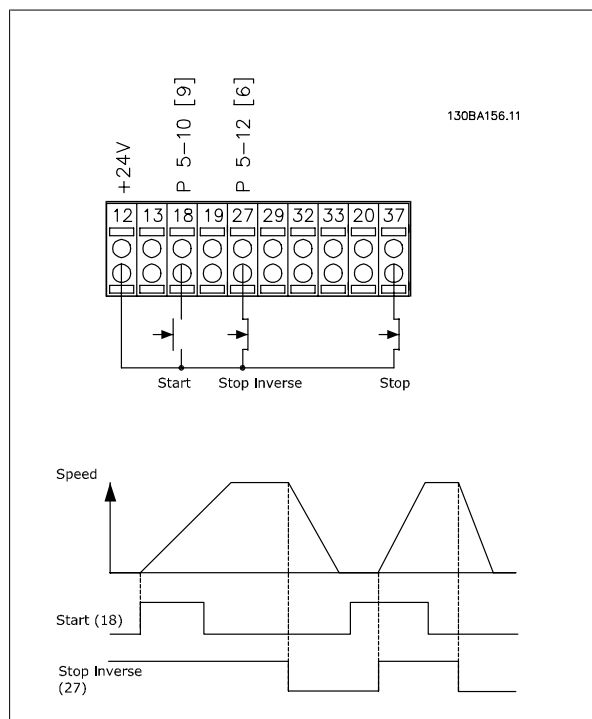 130BA156.11
+24V
P 5-10 [9]
P 5-12 [6]
12 13 18 19 27 29 32 33 20 37
Start Stop Inverse Stop
Speed
Start (18)
Stop Inverse
(27)